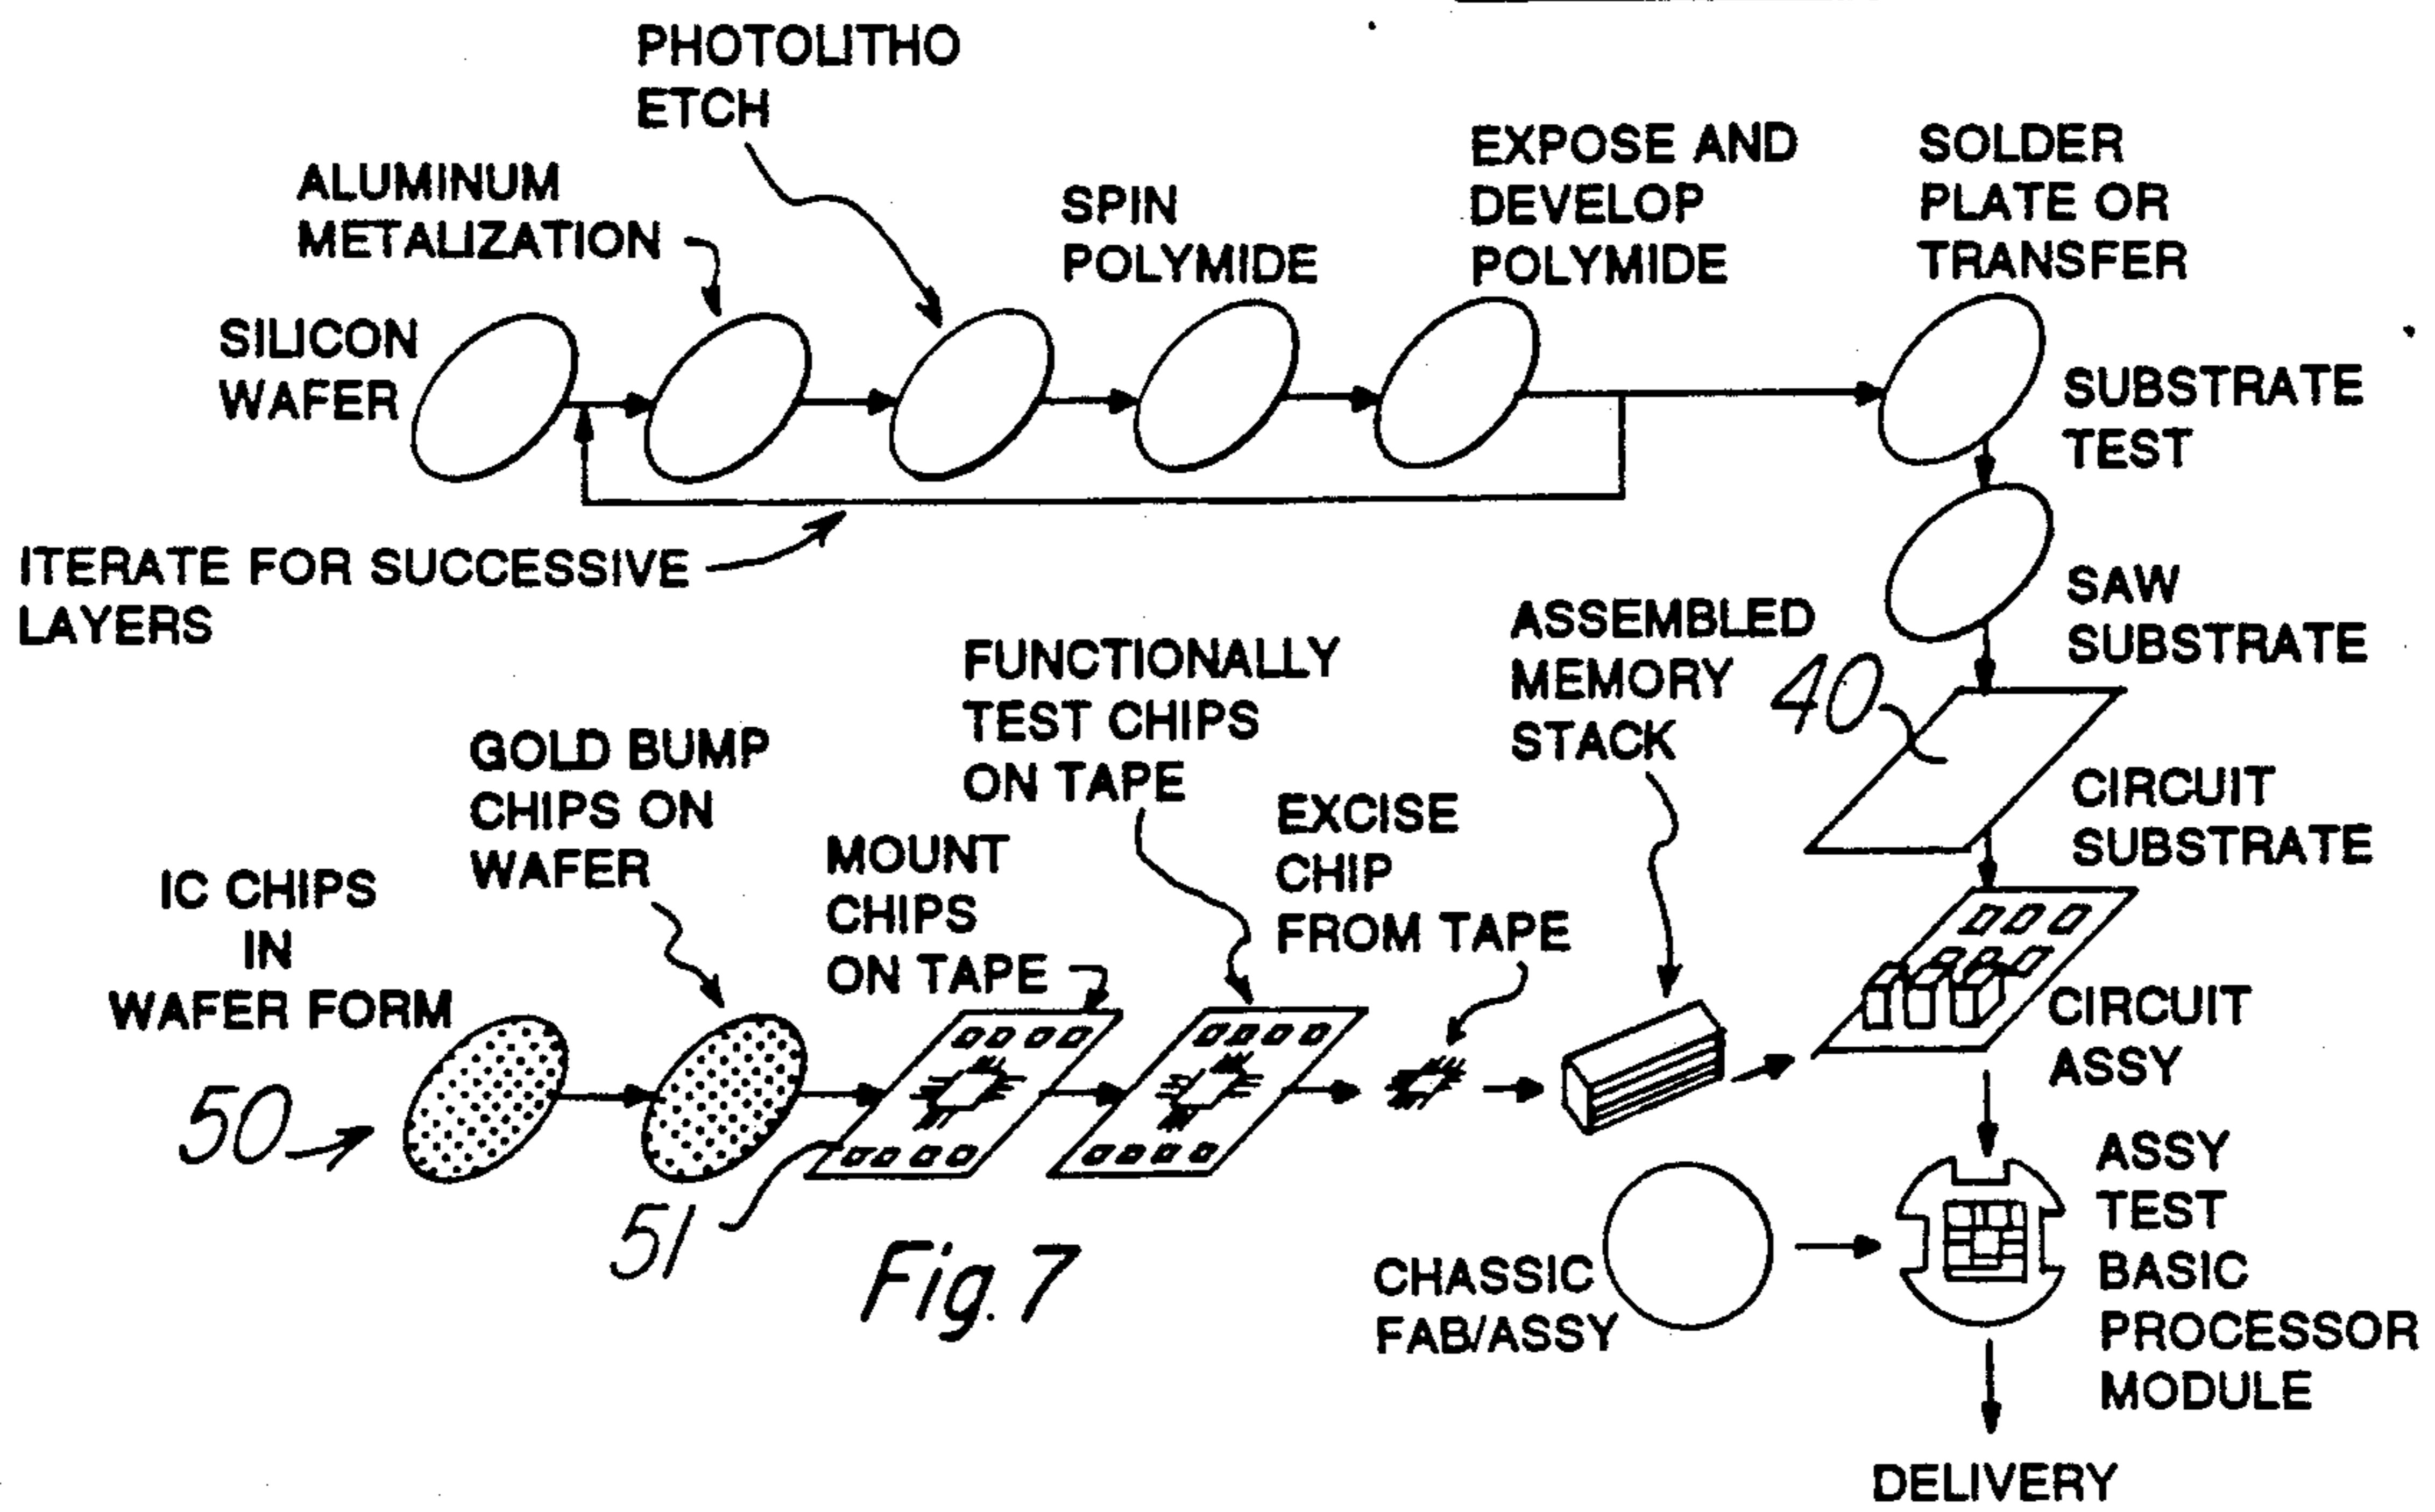 PHOTOLITHO
ETCH
ALUMINUM
METALIZATION
SPIN
POLYMIDE
EXPOSE AND
DEVELOP
POLYMIDE
SOLDER
PLATE OR
TRANSFER
SILICON
WAFER
SUBSTRATE
TEST
ITERATE FOR SUCCESSIVE
LAYERS
SAW
SUBSTRATE
40
CIRCUIT
SUBSTRATE
IC CHIPS
IN
WAFER FORM
50
GOLD BUMP
CHIPS ON
WAFER
MOUNT
CHIPS
ON TAPE
51
FUNCTIONALLY
TEST CHIPS
ON TAPE
EXCISE
CHIP
FROM TAPE
ASSEMBLED
MEMORY
STACK
CIRCUIT
ASSY
CHASSIC
FAB/ASSY
ASSY
TEST
BASIC
PROCESSOR
MODULE
DELIVERY
Fig. 7